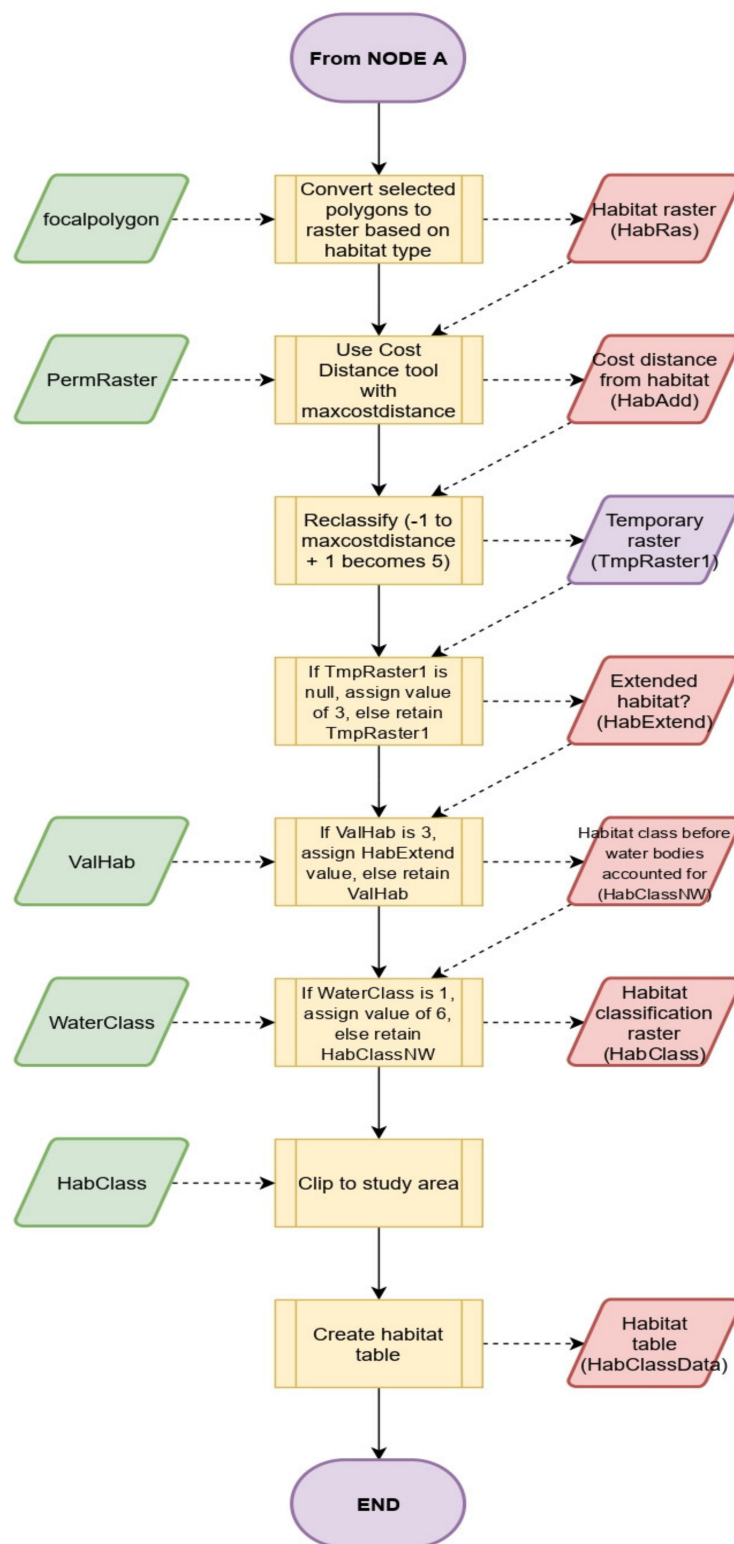 From NODE A
focalpolygon
Convert selected
polygons to
raster based on
habitat type
Habitat raster
(HabRas)
PermRaster
Use Cost
Distance tool
with
maxcostdistance
Cost distance
from habitat
(HabAdd)
Reclassify (-1 to
maxcostdistance
+ 1 becomes 5)
Temporary
raster
(TmpRaster1)
If TmpRaster1 is
null, assign value
of 3, else retain
TmpRaster1
Extended
habitat?
(HabExtend)
ValHab
If ValHab is 3,
assign HabExtend
value, else retain
ValHab
Habitat class before
water bodies
accounted for
(HabClassNW)
WaterClass
If WaterClass is 1,
assign value of 6,
else retain
HabClassNW
Habitat
classification
raster
(HabClass)
HabClass
Clip to study area
Create habitat
table
Habitat
table
(HabClassData)
END